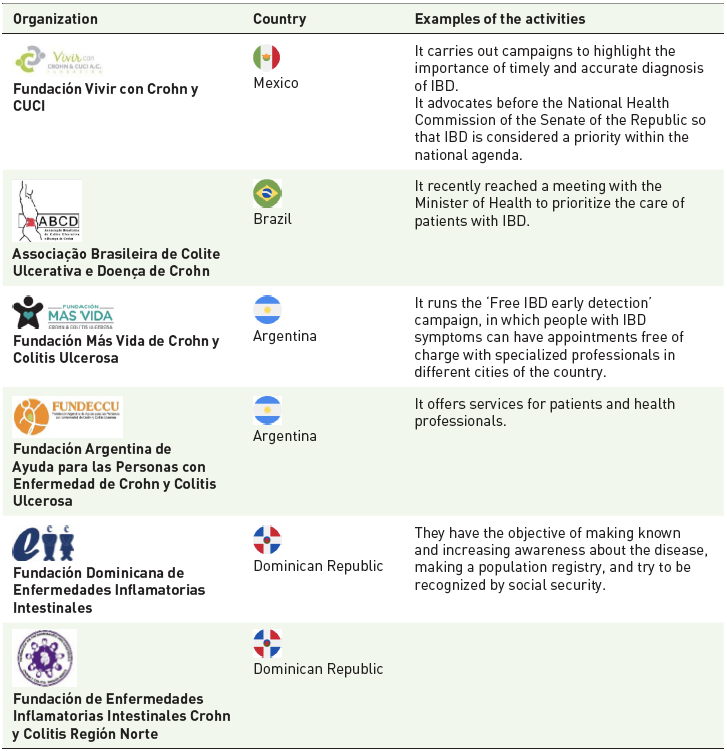 Organization Country Examples of the activities
Vivir con
CROHN & CUCI A.C.
FUNDACIÓN
Fundación Vivir con Crohn y
CUCI
Mexico
It carries out campaigns to highlight the
importance of timely and accurate diagnosis
of IBD.
It advocates before the National Health
Commission of the Senate of the Republic so
that IBD is considered a priority within the
national agenda.
ABCD
Associação Brasileira de Colite
Ulcerativa e Doença de Crohn
Brazil
It recently reached a meeting with the
Minister of Health to prioritize the care of
patients with IBD.
FUNDACIÓN
MAS VIDA
CROHN & COLITIS ULCEROSA
Fundación Más Vida de Crohn y
Colitis Ulcerosa
Argentina
It runs the ‘Free IBD early detection’
campaign, in which people with IBD
symptoms can have appointments free of
charge with specialized professionals in
different cities of the country.
FUNDECCU
Fundación Argentina de
Ayuda para las Personas con
Enfermedad de Crohn y Colitis
Ulcerosa
Argentina
It offers services for patients and health
professionals.
eii
Fundación Dominicana de
Enfermedades Inflamatorias
Intestinales
Dominican Republic
They have the objective of making known
and increasing awareness about the disease,
making a population registry, and try to be
recognized by social security.
Fundación de Enfermedades
Inflamatorias Intestinales Crohn
y Colitis Región Norte
Dominican Republic